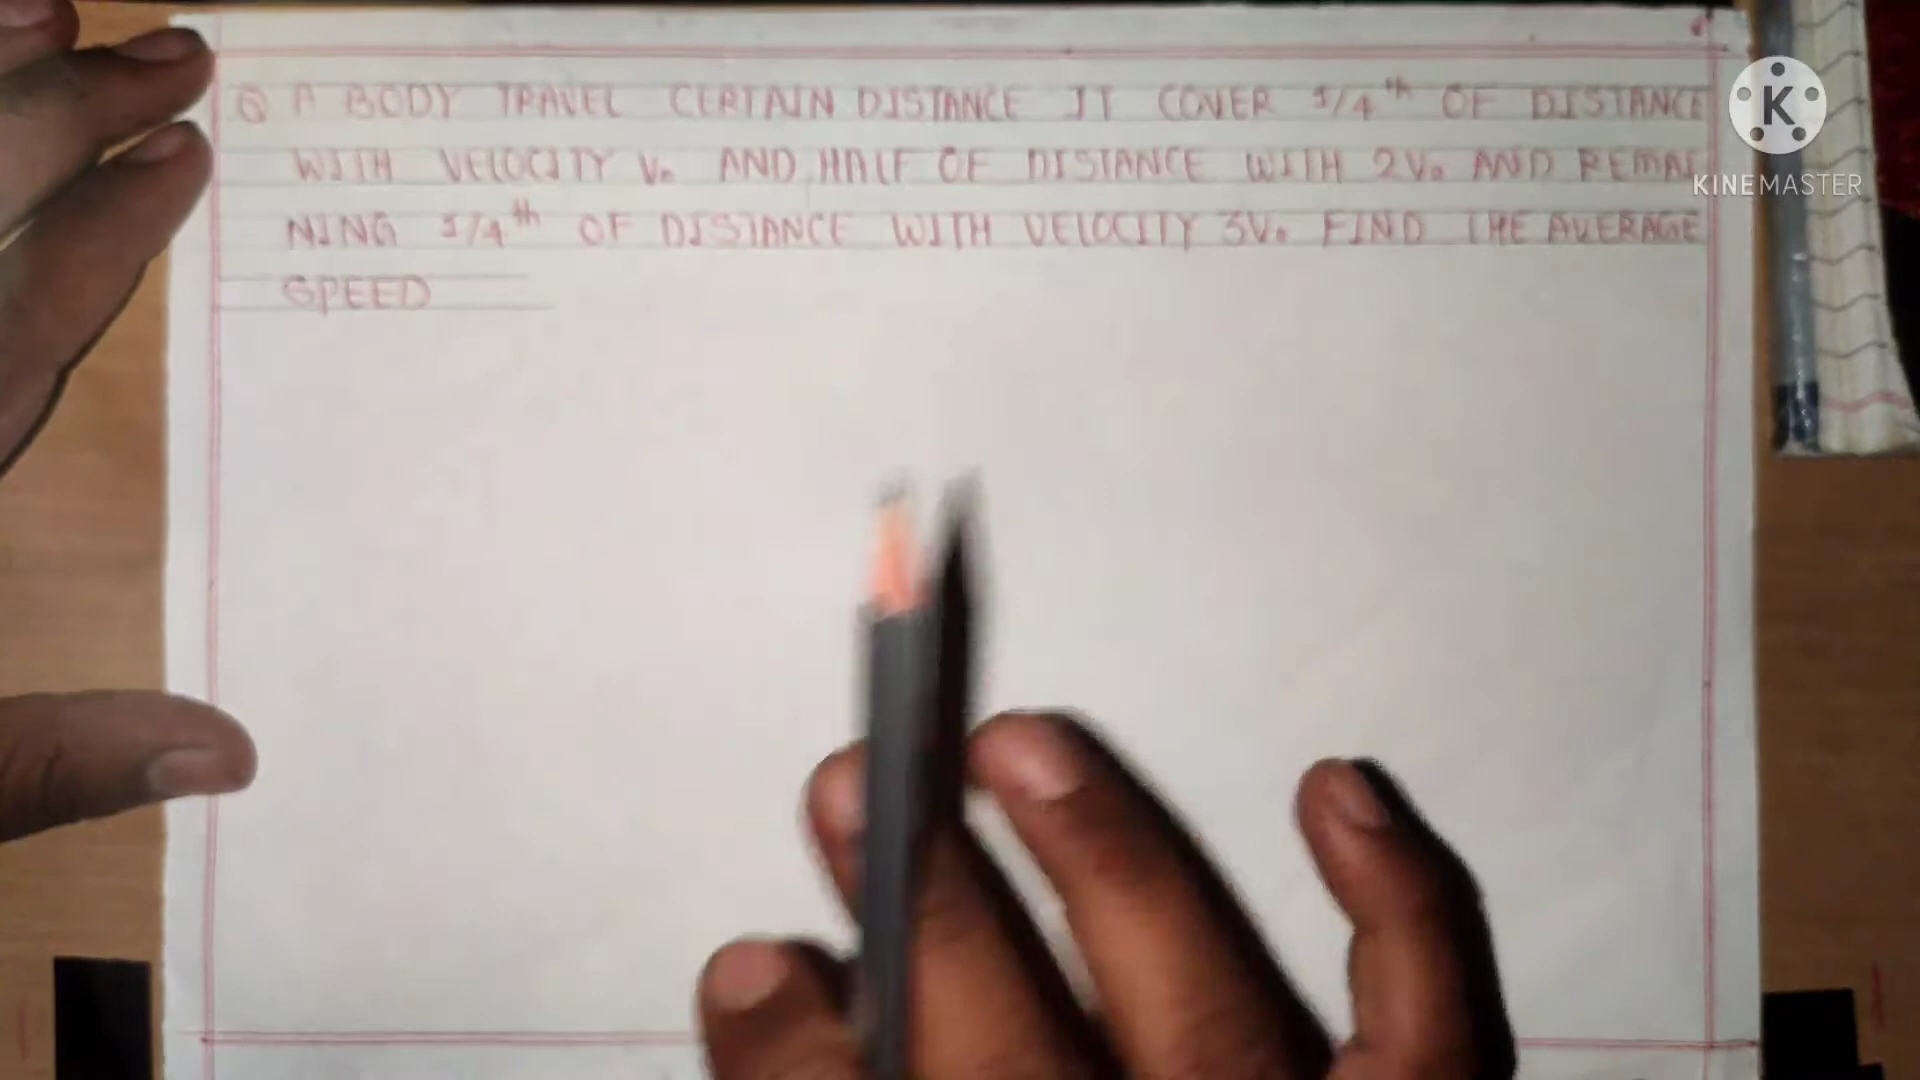 Q A BODY TRAVEL CERTAIN DISTANCE IT COVER 1/4th OF DISTANCE
WITH VELOCITY V₀ AND HALF OF DISTANCE WITH 2V₀ AND REMAI-
NING 1/4th OF DISTANCE WITH VELOCITY 3V₀ FIND THE AVERAGE
SPEED
K
KINEMASTER